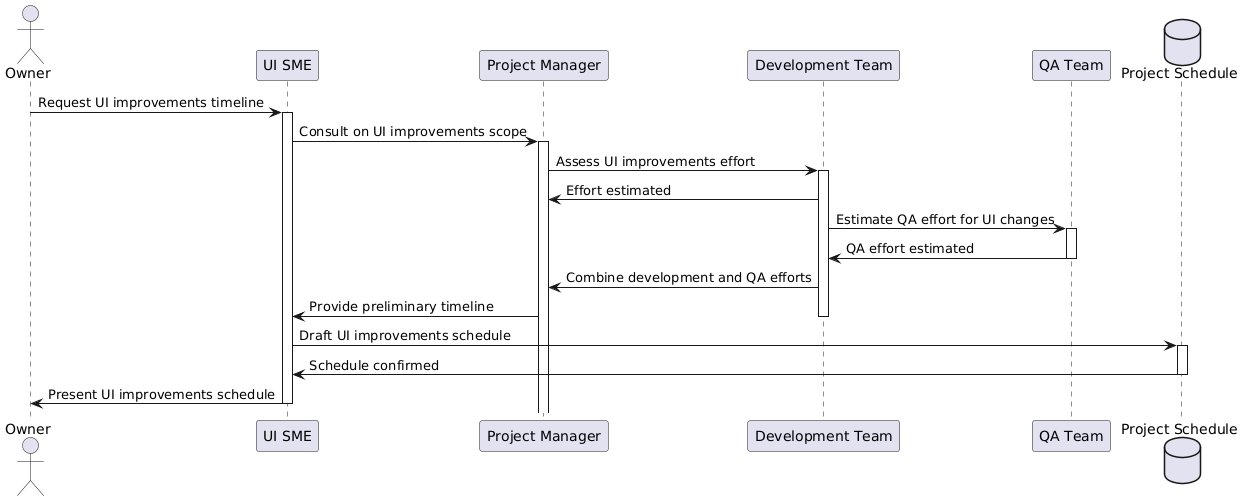 Owner
UI SME
Project Manager
Development Team
QA Team
Project Schedule
Request UI improvements timeline
Consult on UI improvements scope
Assess UI improvements effort
Effort estimated
Estimate QA effort for UI changes
QA effort estimated
Combine development and QA efforts
Provide preliminary timeline
Draft UI improvements schedule
Schedule confirmed
Present UI improvements schedule
Owner
UI SME
Project Manager
Development Team
QA Team
Project Schedule